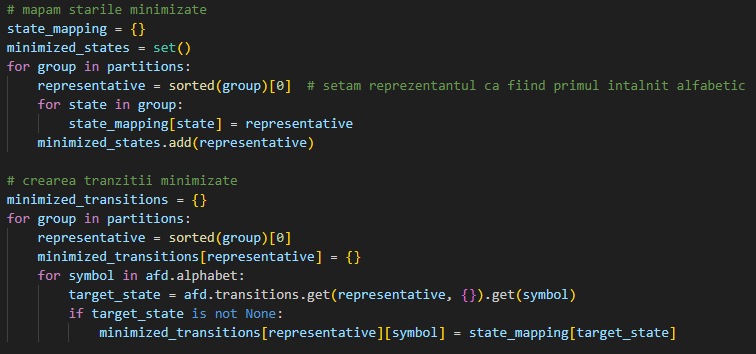 # mapam starile minimizate
state_mapping = {}
minimized_states = set()
for group in partitions:
    representative = sorted(group)[0]  # setam reprezentantul ca fiind primul intalnit alfabetic
    for state in group:
        state_mapping[state] = representative
    minimized_states.add(representative)

# crearea tranzitii minimizate
minimized_transitions = {}
for group in partitions:
    representative = sorted(group)[0]
    minimized_transitions[representative] = {}
    for symbol in afd.alphabet:
        target_state = afd.transitions.get(representative, {}).get(symbol)
        if target_state is not None:
            minimized_transitions[representative][symbol] = state_mapping[target_state]